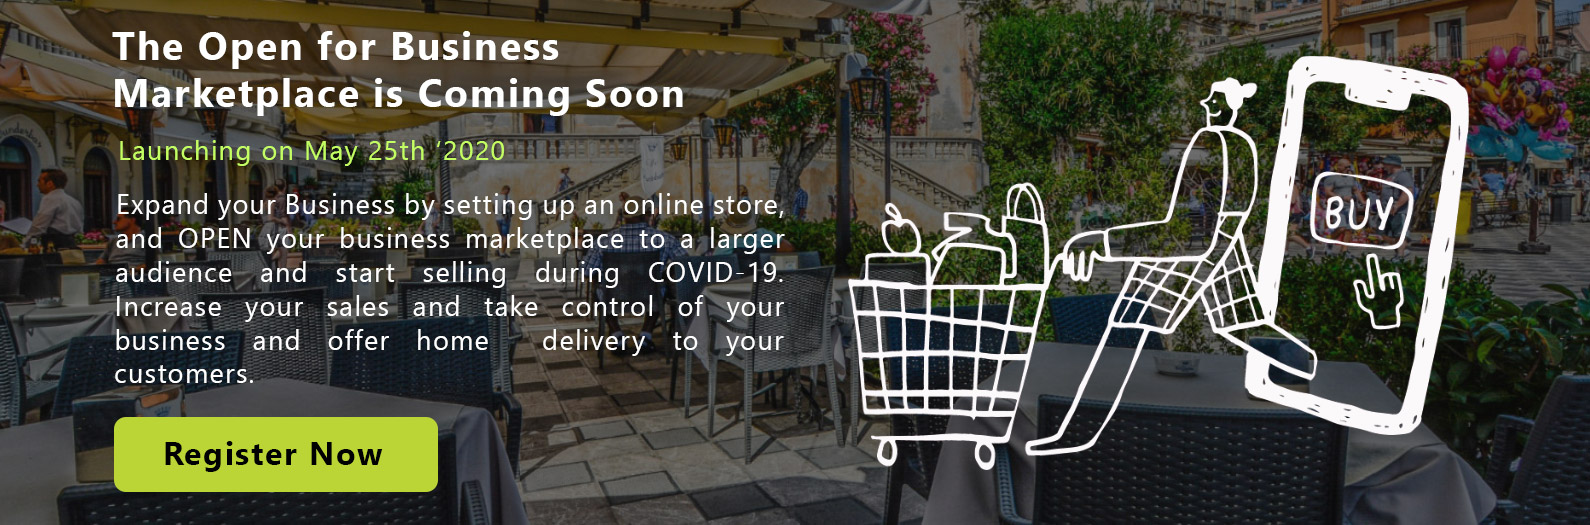 The Open for Business
Marketplace is Coming Soon
Launching on May 25th ‘2020
Expand your Business by setting up an online store,
and OPEN your business marketplace to a larger
audience and start selling during COVID-19.
Increase your sales and take control of your
business and offer home delivery to your
customers.
Register Now
BUY